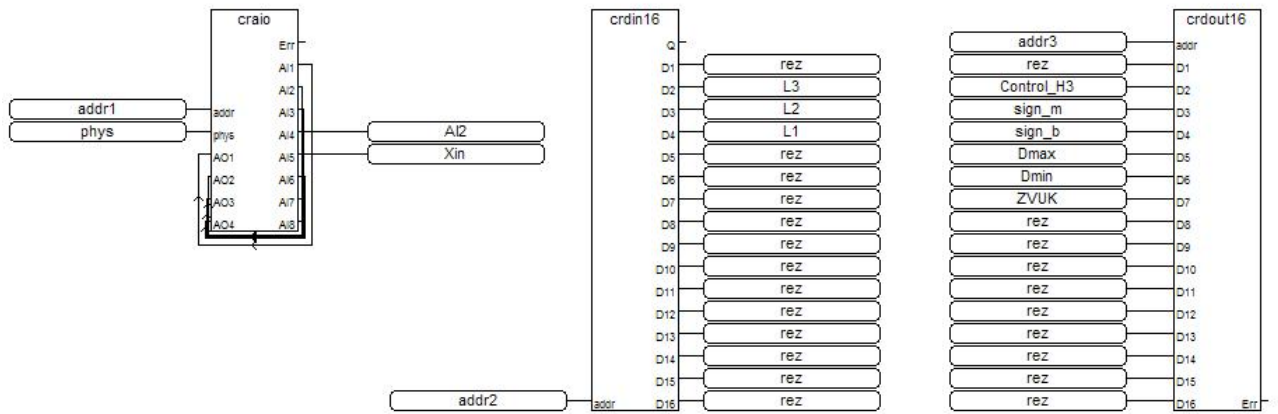 craio
Err
AI1
AI2
addr1 addr AI3
phys phys AI4 AI2
AO1 AI5 Xin
AO2 AI6
AO3 AI7
AO4 AI8
crdin16
Q
D1 rez
D2 L3
D3 L2
D4 L1
D5 rez
D6 rez
D7 rez
D8 rez
D9 rez
D10 rez
D11 rez
D12 rez
D13 rez
D14 rez
D15 rez
addr2 addr D16 rez
crdout16
addr3 addr
rez D1
Control_H3 D2
sign_m D3
sign_b D4
Dmax D5
Dmin D6
ZVUK D7
rez D8
rez D9
rez D10
rez D11
rez D12
rez D13
rez D14
rez D15
rez D16 Err